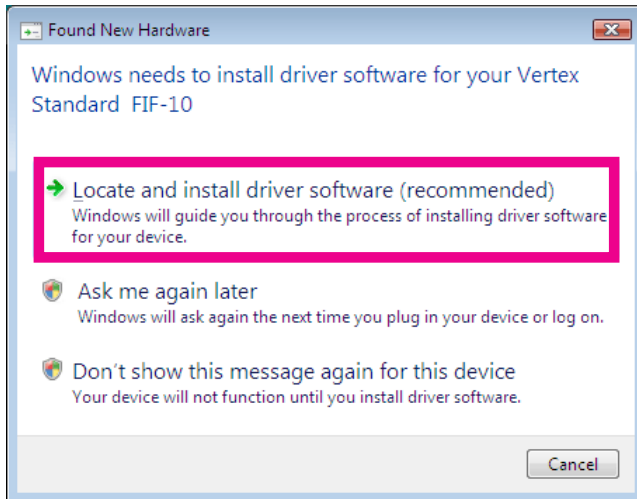 Found New Hardware
Windows needs to install driver software for your Vertex
Standard FIF-10
Locate and install driver software (recommended)
Windows will guide you through the process of installing driver software
for your device.
Ask me again later
Windows will ask again the next time you plug in your device or log on.
Don't show this message again for this device
Your device will not function until you install driver software.
Cancel